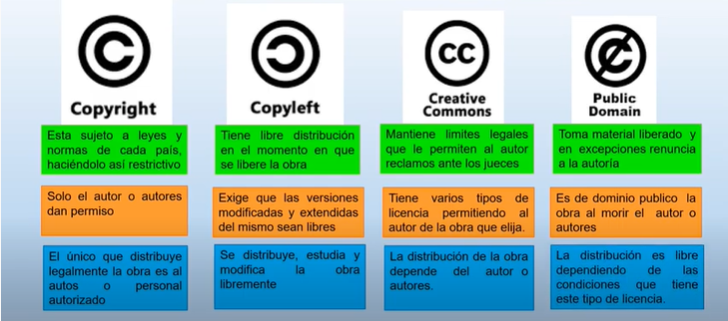 Copyright
Copyleft
Creative
Commons
Public
Domain
Esta sujeto a leyes y
normas de cada país,
haciéndolo así restrictivo
Tiene libre distribución
en el momento en que
se libere la obra
Mantiene limites legales
que le permiten al autor
reclamos ante los jueces
Toma material liberado y
en excepciones renuncia
a la autoría
Solo el autor o autores
dan permiso
Exige que las versiones
modificadas y extendidas
del mismo sean libres
Tiene varios tipos de
licencia permitiendo al
autor de la obra que elija.
Es de dominio publico la
obra al morir el autor o
autores
El único que distribuye
legalmente la obra es al
autos o personal
autorizado
Se distribuye, estudia y
modifica la obra
libremente
La distribución de la obra
depende del autor o
autores.
La distribución es libre
dependiendo de las
condiciones que tiene
este tipo de licencia.